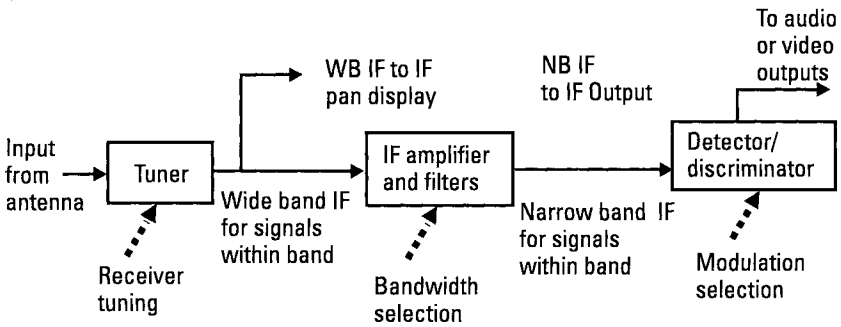 To audio
or video
outputs
WB IF to IF
pan display
NB IF
to IF Output
Input
from
antenna
Tuner
IF amplifier
and filters
Detector/
discriminator
Wide band IF
for signals
within band
Narrow band IF
for signals
within band
Receiver
tuning
Bandwidth
selection
Modulation
selection